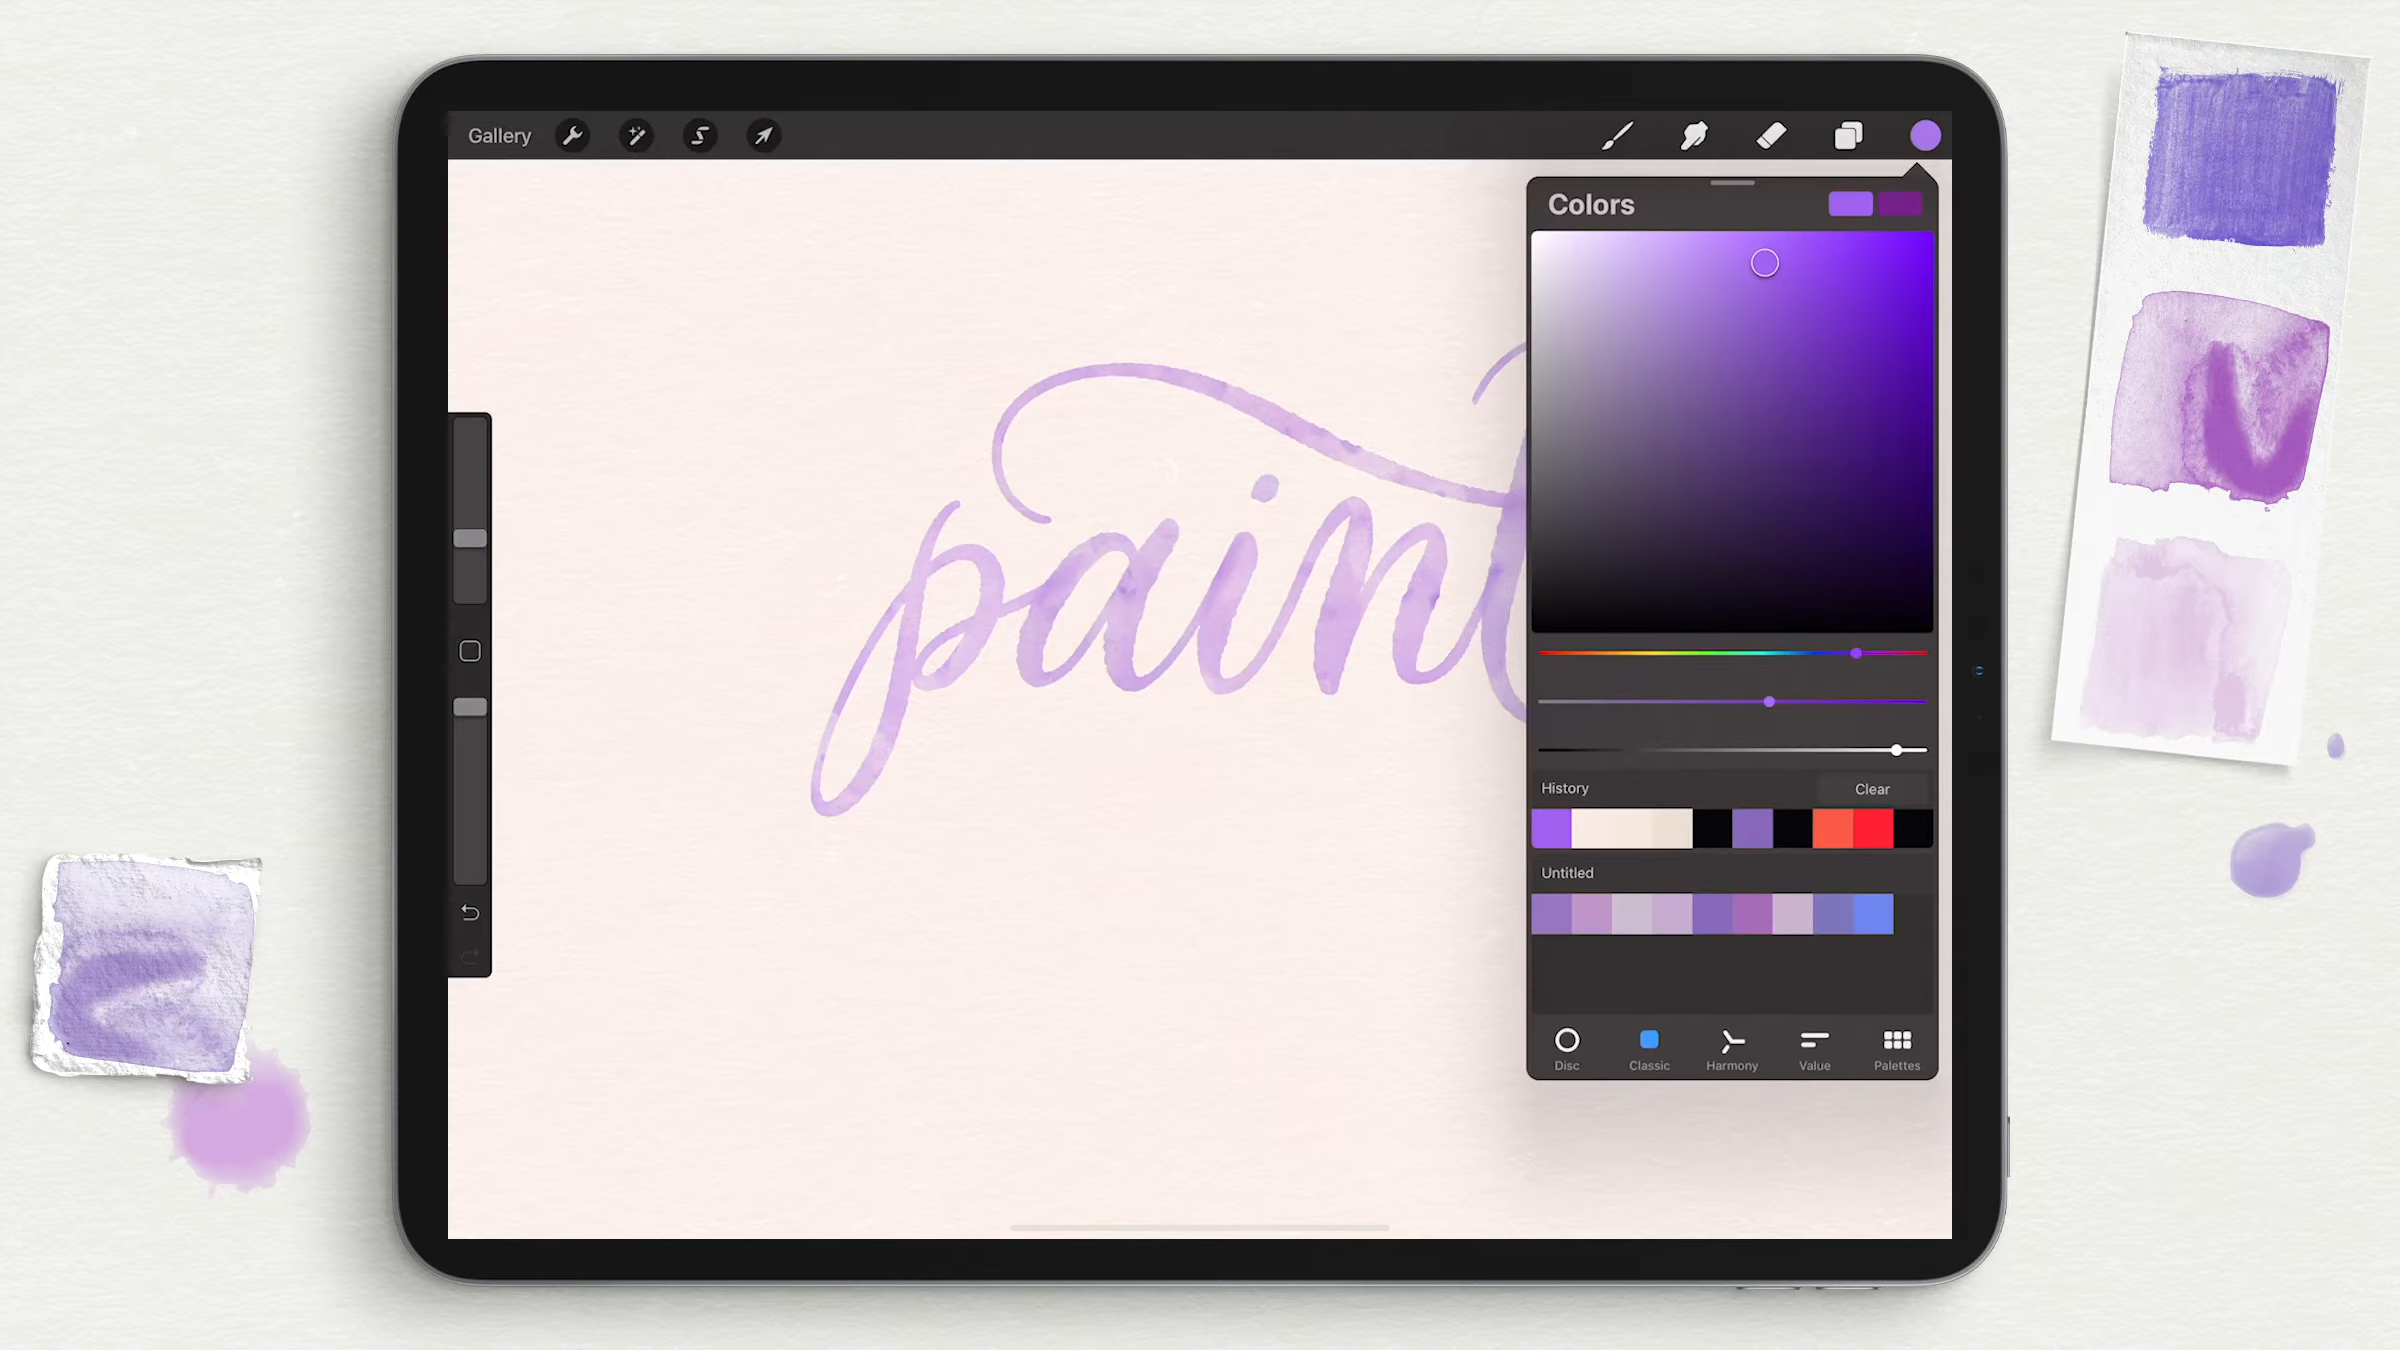 Gallery
Colors
paint
History
Clear
Untitled
Disc
Classic
Harmony
Value
Palettes